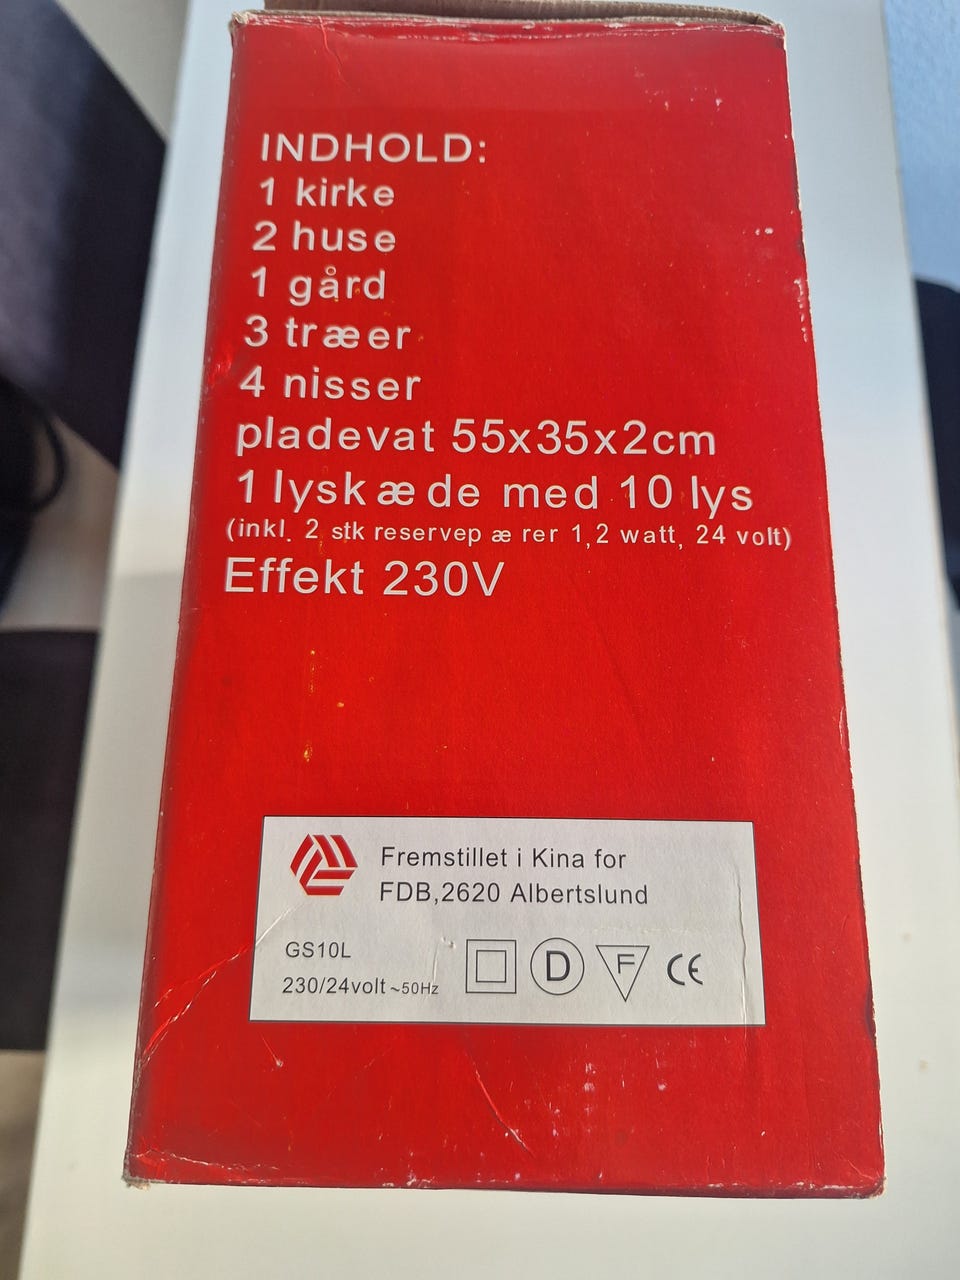 INDHOLD:
1 kirke
2 huse
1 gård
3 træer
4 nisser
pladevat 55x35x2cm
1 lyskæde med 10 lys
(inkl. 2 stk reservepærer 1,2 watt, 24 volt)
Effekt 230V
Fremstillet i Kina for
FDB,2620 Albertslund
GS10L
230/24volt ~50Hz
D
F
CE